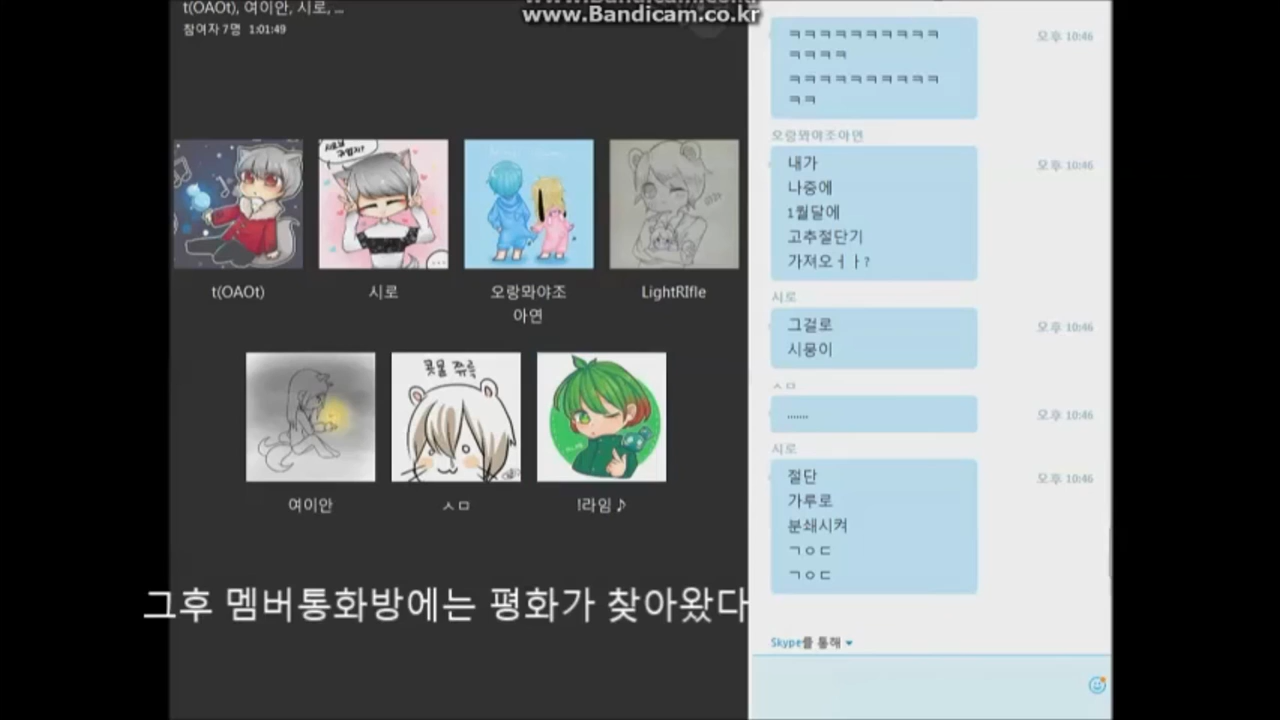 www.Bandicam.co.kr
t(OAOt), 여이안, 시로, ...
참여자 7명 1:01:49
t(OAOt)
시로
오랑꽈야조
아연
LightRIfle
콧물 쮸륵
여이안
ㅅㅁ
!라임♪
그후 멤버통화방에는 평화가 찾아왔다
ㅋㅋㅋㅋㅋㅋㅋㅋㅋㅋ
ㅋㅋㅋㅋ
ㅋㅋㅋㅋㅋㅋㅋㅋㅋㅋ
ㅋㅋ
오후 10:46
오랑꽈야조아연
내가
나중에
1월달에
고추절단기
가져오ㅓㅏ?
오후 10:46
시로
그걸로
시뭉이
오후 10:46
ㅅㅁ
......
오후 10:46
시로
절단
가루로
분쇄시켜
ㄱㅇㄷ
ㄱㅇㄷ
오후 10:46
Skype를 통해